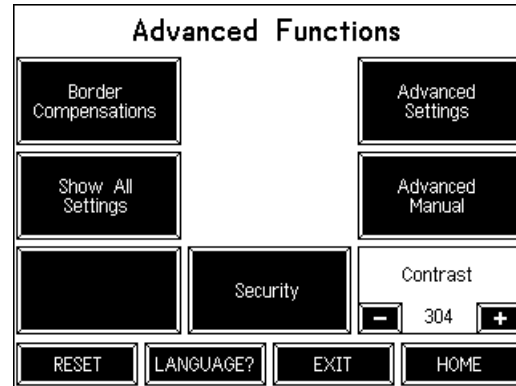 Advanced Functions
Border
Compensations
Advanced
Settings
Show All
Settings
Advanced
Manual
Security
Contrast
- 304 +
RESET LANGUAGE? EXIT HOME